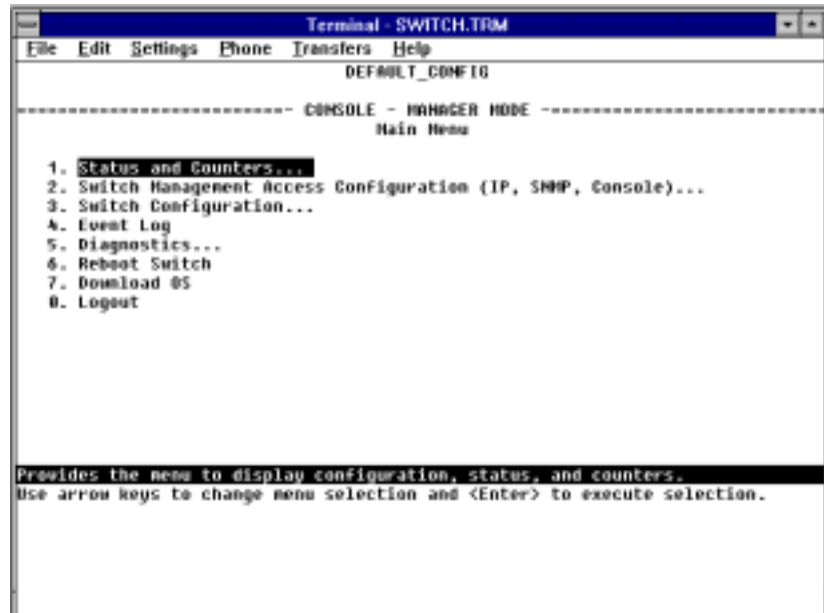 Terminal - SWITCH.TRM
File Edit Settings Phone Transfers Help
DEFAULT_CONFIG
---------------------------- CONSOLE - MANAGER MODE ----------------------------
Main Menu
1. Status and Counters...
2. Switch Management Access Configuration (IP, SNMP, Console)...
3. Switch Configuration...
4. Event Log
5. Diagnostics...
6. Reboot Switch
7. Download OS
0. Logout
Provides the menu to display configuration, status, and counters.
Use arrow keys to change menu selection and <Enter> to execute selection.